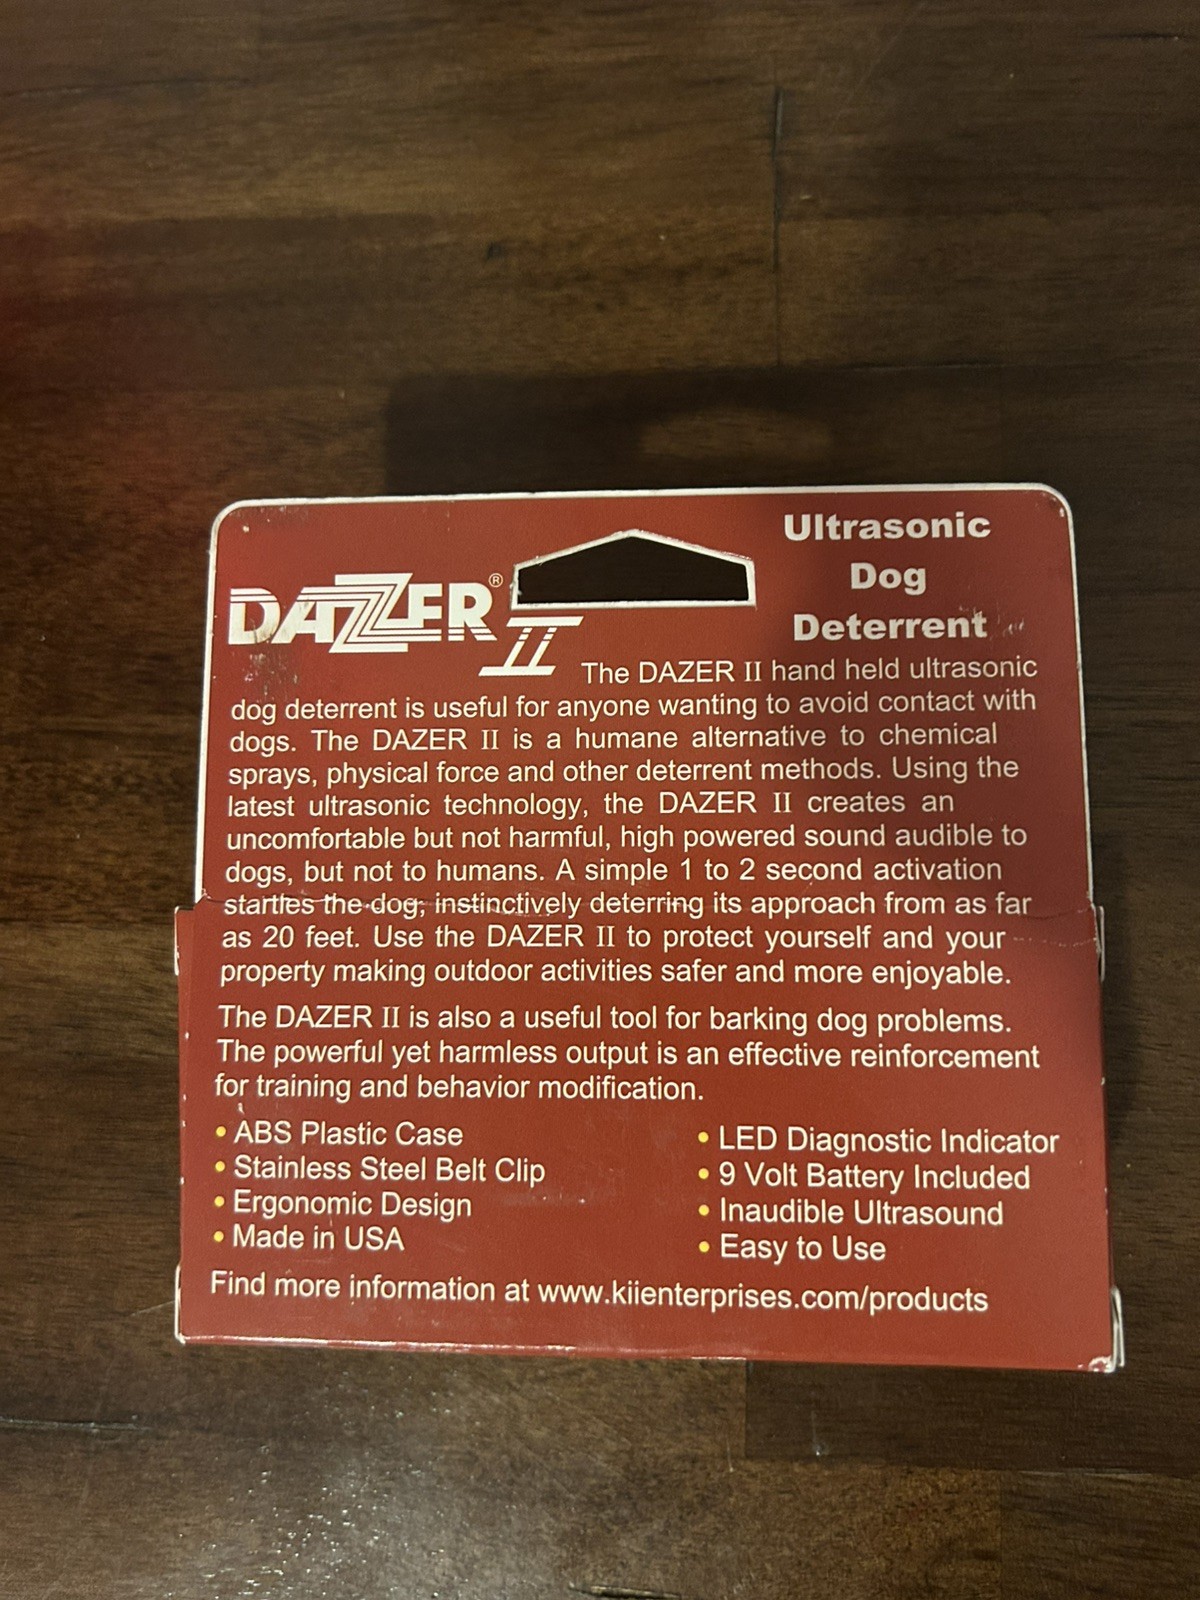 DAZER® II
Ultrasonic
Dog
Deterrent
The DAZER II hand held ultrasonic
dog deterrent is useful for anyone wanting to avoid contact with
dogs. The DAZER II is a humane alternative to chemical
sprays, physical force and other deterrent methods. Using the
latest ultrasonic technology, the DAZER II creates an
uncomfortable but not harmful, high powered sound audible to
dogs, but not to humans. A simple 1 to 2 second activation
startles the dog, instinctively deterring its approach from as far
as 20 feet. Use the DAZER II to protect yourself and your
property making outdoor activities safer and more enjoyable.
The DAZER II is also a useful tool for barking dog problems.
The powerful yet harmless output is an effective reinforcement
for training and behavior modification.
• ABS Plastic Case
• Stainless Steel Belt Clip
• Ergonomic Design
• Made in USA
• LED Diagnostic Indicator
• 9 Volt Battery Included
• Inaudible Ultrasound
• Easy to Use
Find more information at www.kiienterprises.com/products